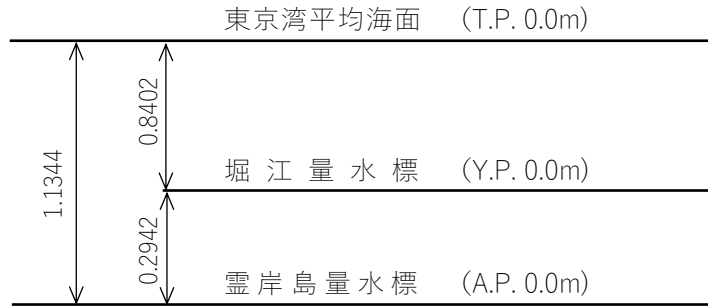 東京湾平均海面 (T.P. 0.0m)
0.8402
1.1344
堀江量水標 (Y.P. 0.0m)
0.2942
霊岸島量水標 (A.P. 0.0m)